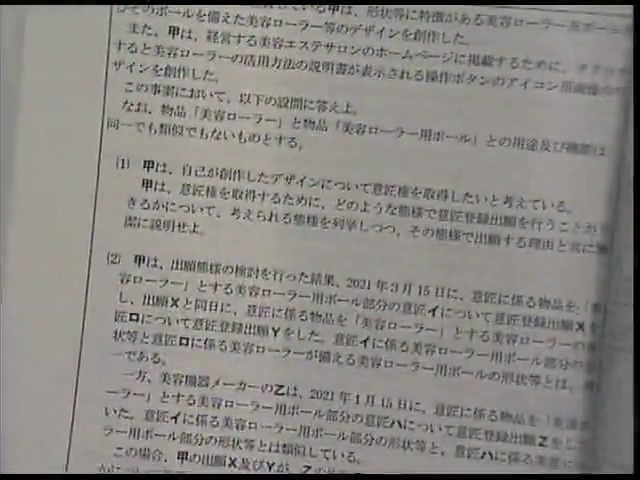 甲は、形状等に特徴がある美容ローラー用ボール
びそのボールを備えた美容ローラー等のデザインを創作した。
また、甲は、経営する美容エステサロンのホームページに掲載するために、
すると美容ローラーの活用方法の説明書が表示される操作ボタンのアイコン用画像の
ザインを創作した。
この事案において、以下の設問に答えよ。
なお、物品「美容ローラー」と物品「美容ローラー用ボール」との用途及び機能は
同一でも類似でもないものとする。
(1) 甲は、自己が創作したデザインについて意匠権を取得したいと考えている。
甲は、意匠権を取得するために、どのような態様で意匠登録出願を行うことが
きるかについて、考えられる態様を列挙しつつ、その態様で出願する理由と共に簡
潔に説明せよ。
(2) 甲は、出願態様の検討を行った結果、2021年3月15日に、意匠に係る物品を「美
容ローラー」とする美容ローラー用ボール部分の意匠イについて意匠登録出願Xを
し、出願Xと同日に、意匠に係る物品を「美容ローラー」とする美容ローラーの
匠ロについて意匠登録出願Yをした。意匠イに係る美容ローラー用ボール部分の
状等と意匠ロに係る美容ローラーが備える美容ローラー用ボールの形状等とは、
一である。
一方、美容機器メーカーの乙は、2021年1月15日に、意匠に係る物品を「美容
ーラー」とする美容ローラー用ボール部分の意匠ハについて意匠登録出願Zをして
いた。意匠イに係る美容ローラー用ボール部分の形状等と、意匠ハに係る美容
ラー用ボール部分の形状等とは類似している。
この場合、甲の出願X及びYが、乙の